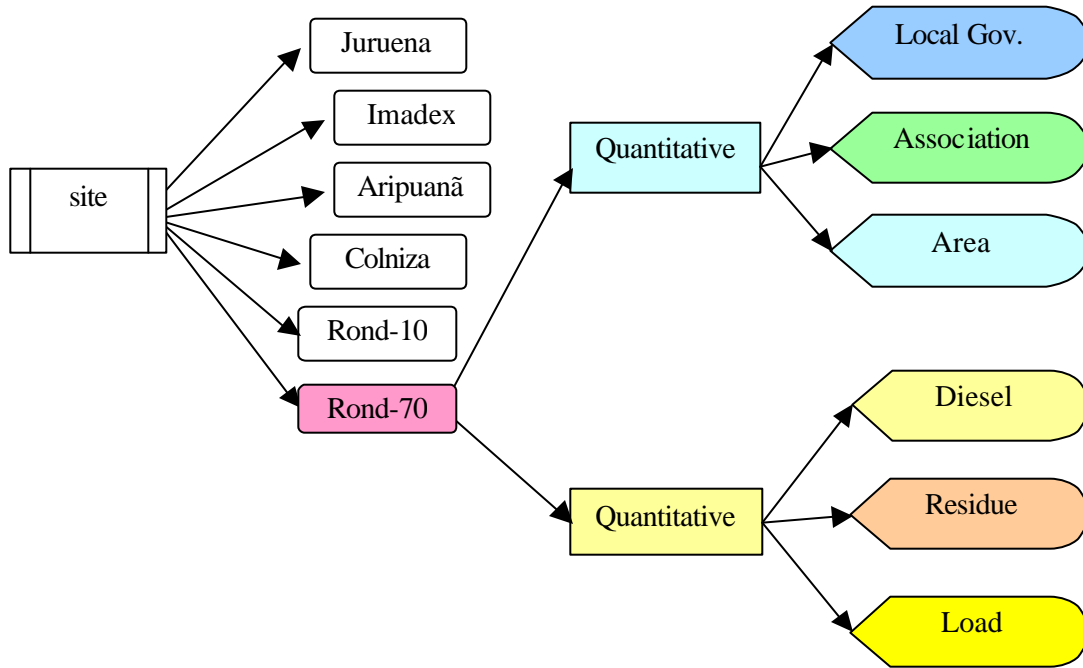 site
Juruena
Imadex
Aripuanã
Colniza
Rond-10
Rond-70
Quantitative
Quantitative
Local Gov.
Association
Area
Diesel
Residue
Load